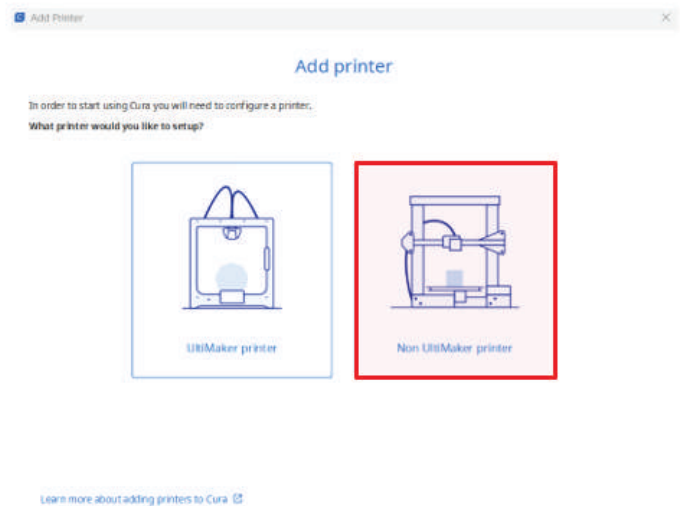 Add Printer
Add printer
In order to start using Cura you will need to configure a printer.
What printer would you like to setup?
UltiMaker printer
Non UltiMaker printer
Learn more about adding printers to Cura